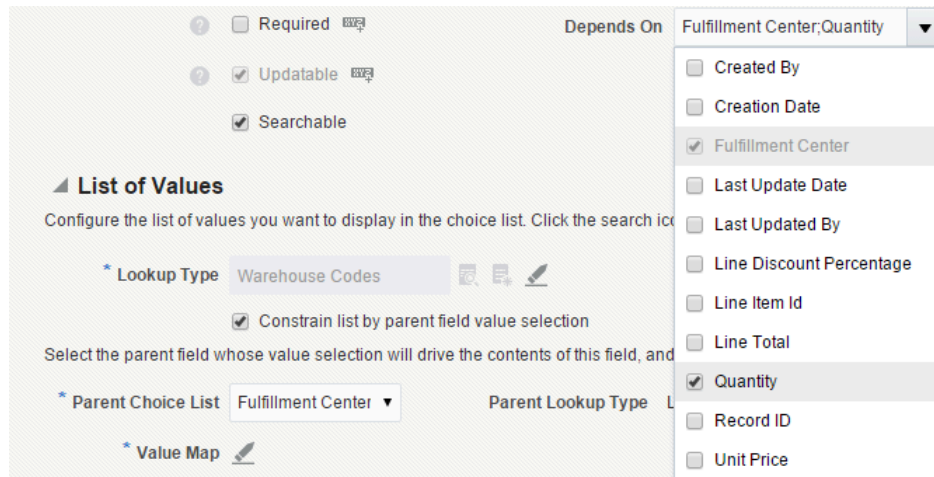 Required
Depends On
Fulfillment Center;Quantity
Updatable
Searchable
Created By
Creation Date
Fulfillment Center
Last Update Date
Last Updated By
Line Discount Percentage
Line Item Id
Line Total
Quantity
Record ID
Unit Price
List of Values
Configure the list of values you want to display in the choice list. Click the search ico
* Lookup Type
Warehouse Codes
Constrain list by parent field value selection
Select the parent field whose value selection will drive the contents of this field, and
* Parent Choice List
Fulfillment Center
Parent Lookup Type
L
* Value Map